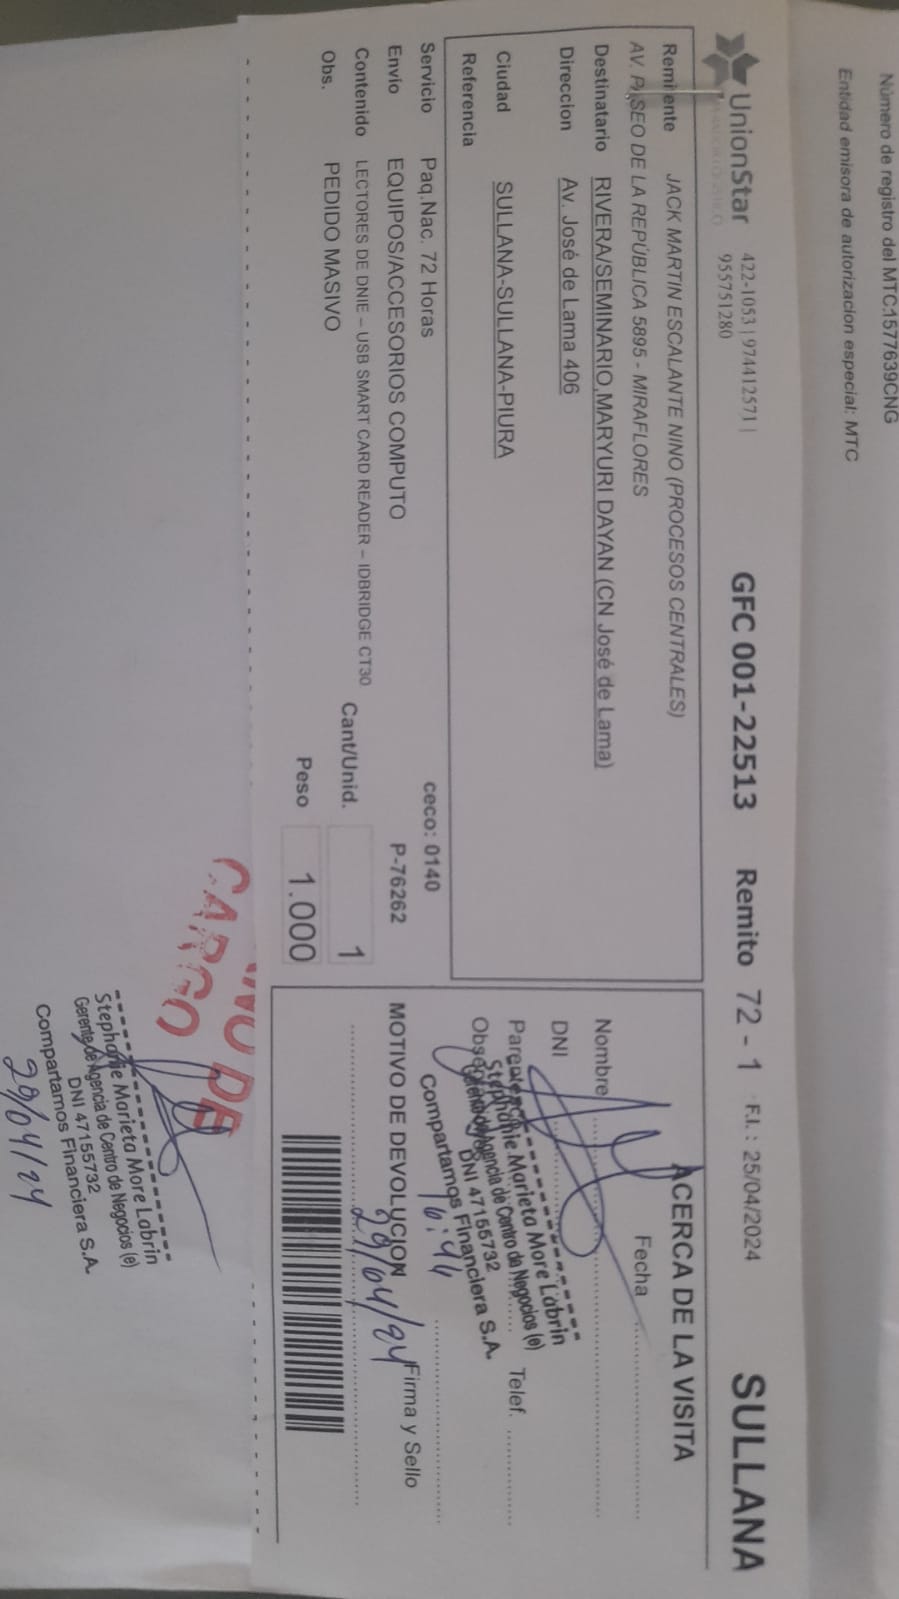 Número de registro del MTC1577639CNG
Entidad emisora de autorizacion especial: MTC
UnionStar
422-1053 | 974412571 |
955751280
GFC 001-22513 Remito 72 - 1 F.I. : 25/04/2024 SULLANA
Remitente JACK MARTIN ESCALANTE NINO (PROCESOS CENTRALES)
AV. PASEO DE LA REPÚBLICA 5895 - MIRAFLORES
Destinatario RIVERA/SEMINARIO,MARYURI DAYAN (CN José de Lama)
Direccion Av. José de Lama 406
Ciudad SULLANA-SULLANA-PIURA
Referencia
Servicio Paq.Nac. 72 Horas ceco: 0140
Envio EQUIPOS/ACCESORIOS COMPUTO P-76262
Contenido LECTORES DE DNIE – USB SMART CARD READER – IDBRIDGE CT30 Cant/Unid. 1
Obs. PEDIDO MASIVO Peso 1.000
ACERCA DE LA VISITA
Fecha
Nombre
DNI
Telef.
Stephanie Marieta More Labrin
Gerente de Agencia de Centro de Negocios (e)
DNI 47155732
Compartamos Financiera S.A.
MOTIVO DE DEVOLUCION
Firma y Sello
29/04/24
CARGO
Stephanie Marieta More Labrin
Gerente de Agencia de Centro de Negocios (e)
DNI 47155732
Compartamos Financiera S.A.
29/04/24